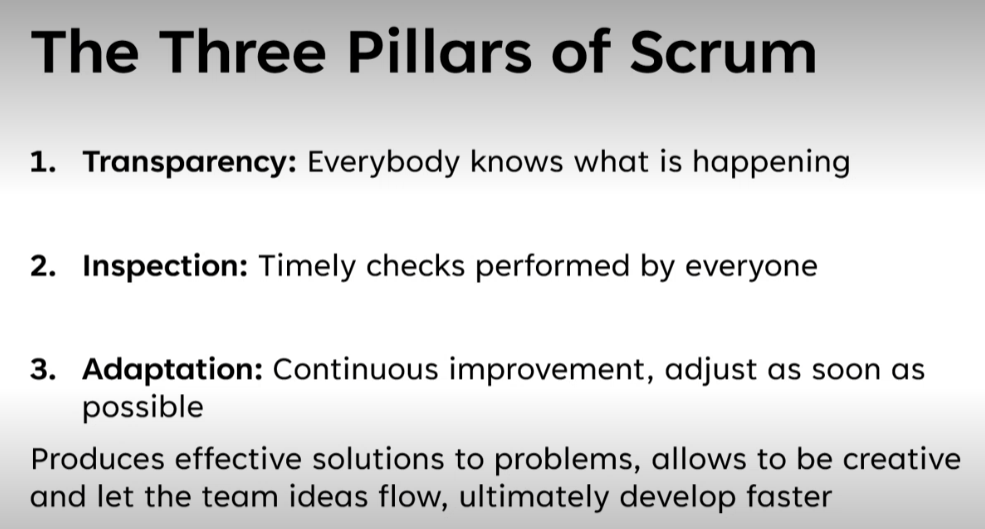 The Three Pillars of Scrum
1. Transparency: Everybody knows what is happening
2. Inspection: Timely checks performed by everyone
3. Adaptation: Continuous improvement, adjust as soon as
possible
Produces effective solutions to problems, allows to be creative
and let the team ideas flow, ultimately develop faster